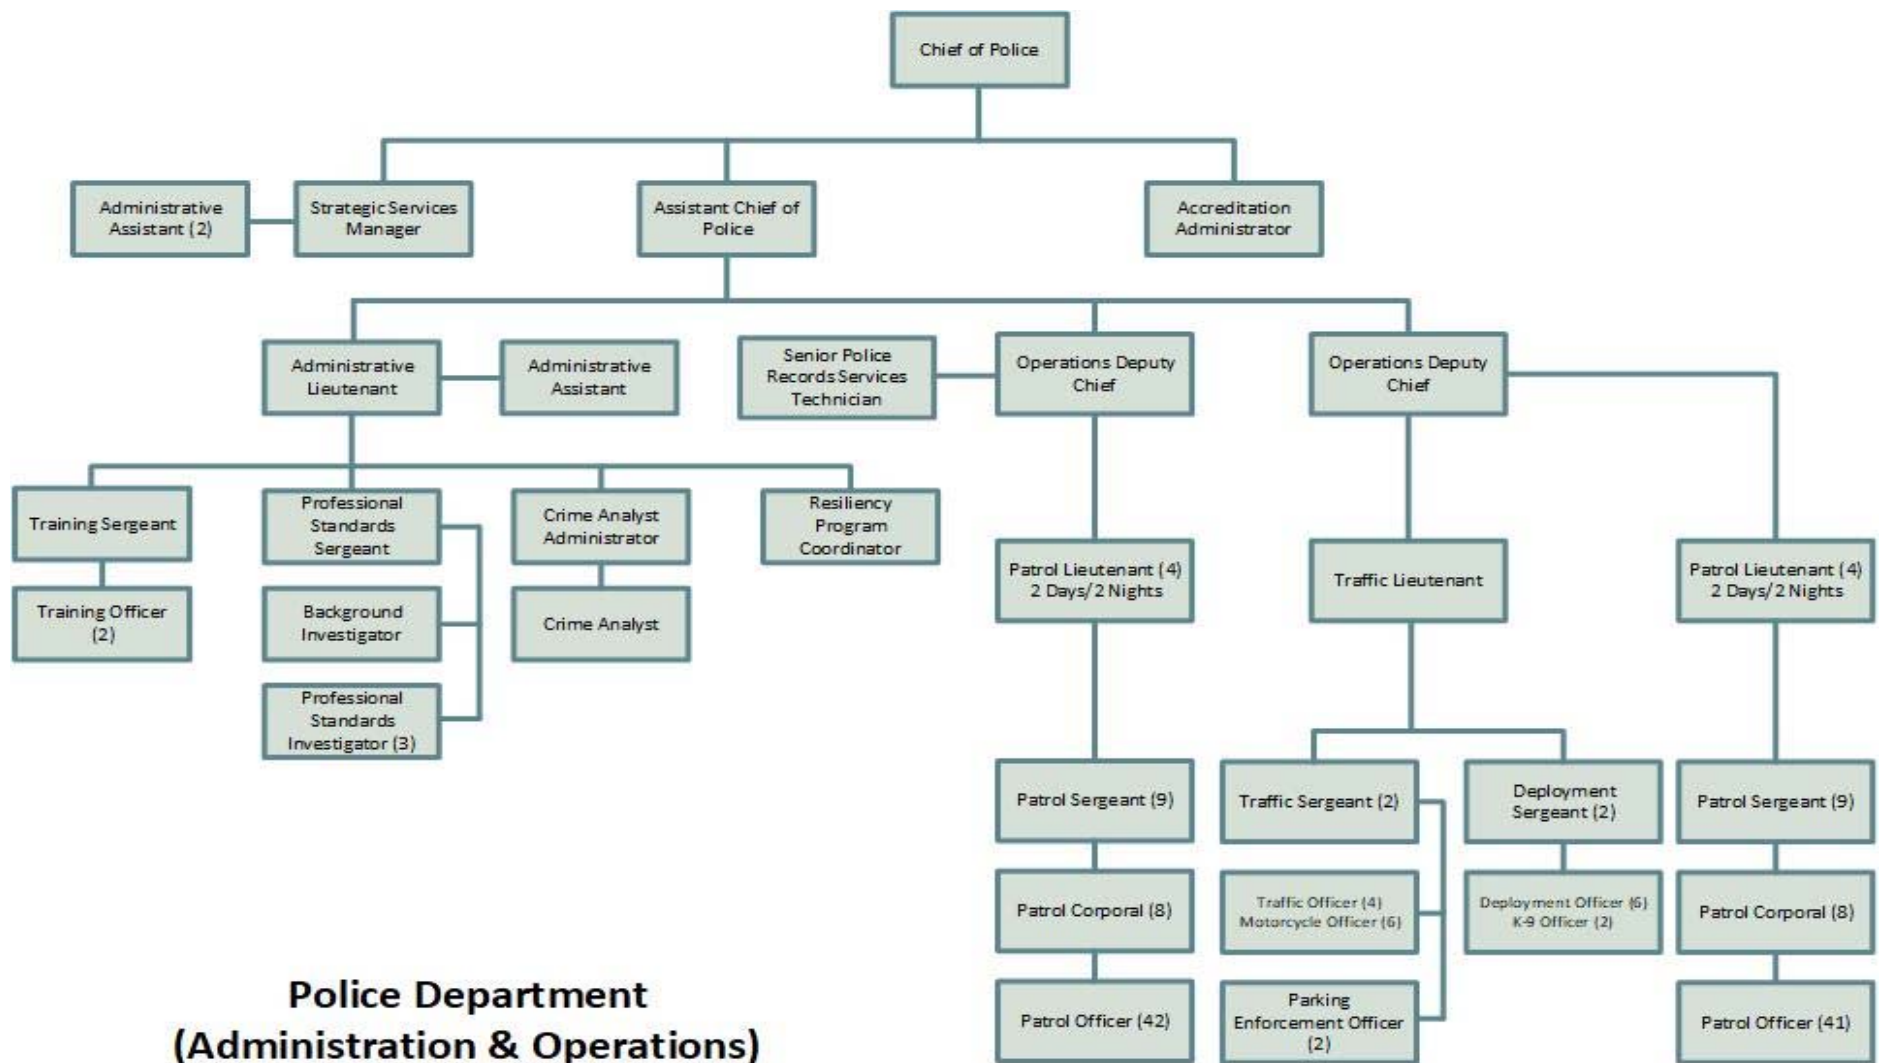 Chief of Police
Administrative
Assistant (2)
Strategic Services
Manager
Assistant Chief of
Police
Accreditation
Administrator
Administrative
Lieutenant
Administrative
Assistant
Senior Police
Records Services
Technician
Operations Deputy
Chief
Operations Deputy
Chief
Training Sergeant
Professional
Standards
Sergeant
Crime Analyst
Administrator
Resiliency
Program
Coordinator
Training Officer
(2)
Background
Investigator
Crime Analyst
Professional
Standards
Investigator (3)
Patrol Lieutenant (4)
2 Days/2 Nights
Traffic Lieutenant
Patrol Lieutenant (4)
2 Days/2 Nights
Patrol Sergeant (9)
Traffic Sergeant (2)
Deployment
Sergeant (2)
Patrol Sergeant (9)
Patrol Corporal (8)
Traffic Officer (4)
Motorcycle Officer (6)
Deployment Officer (6)
K-9 Officer (2)
Patrol Corporal (8)
Patrol Officer (42)
Parking
Enforcement Officer
(2)
Patrol Officer (41)
Police Department
(Administration & Operations)